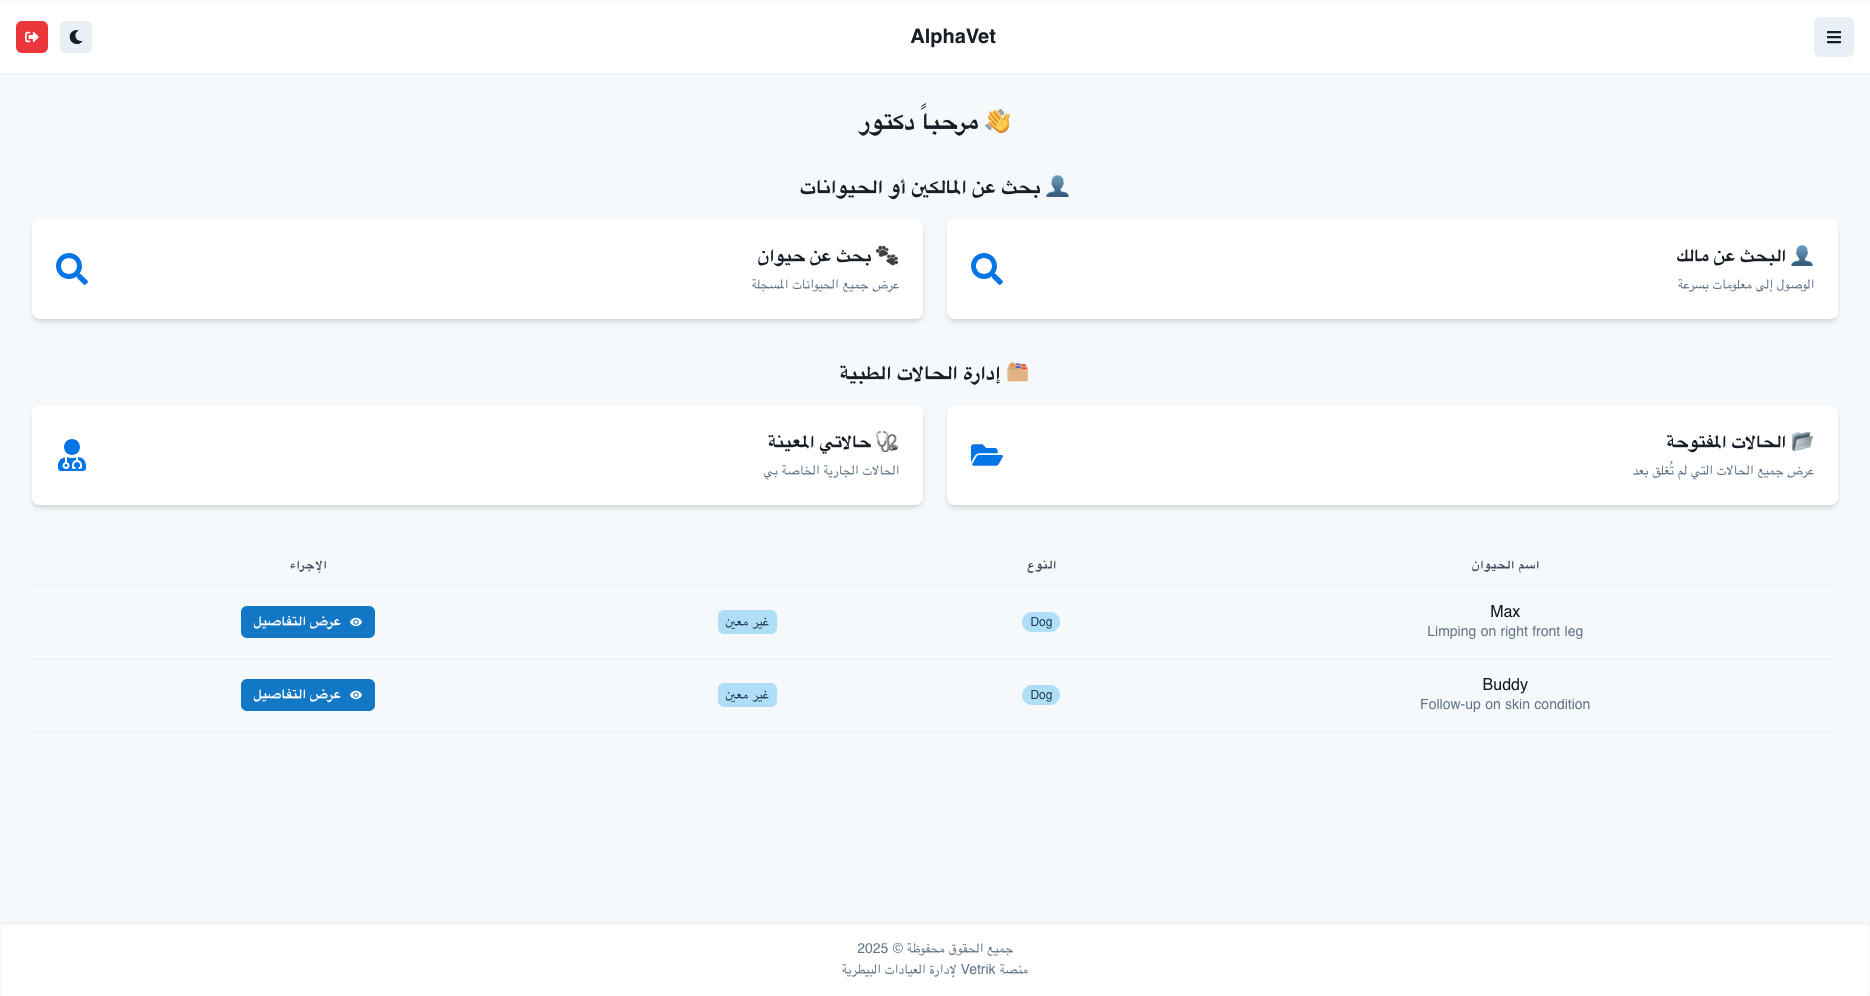 AlphaVet
👋 مرحباً دكتور
👤 بحث عن المالكين أو الحيوانات
👤 البحث عن مالك
الوصول إلى معلومات بسرعة
🐾 بحث عن حيوان
عرض جميع الحيوانات المسجلة
🗂️ إدارة الحالات الطبية
📂 الحالات المفتوحة
عرض جميع الحالات التي لم تُغلق بعد
🩺 حالاتي المعينة
الحالات الجارية الخاصة بي
اسم الحيوان النوع الإجراء
Max Dog غير معين عرض التفاصيل
Limping on right front leg
Buddy Dog غير معين عرض التفاصيل
Follow-up on skin condition
جميع الحقوق محفوظة © 2025
منصة Vetrik لإدارة العيادات البيطرية